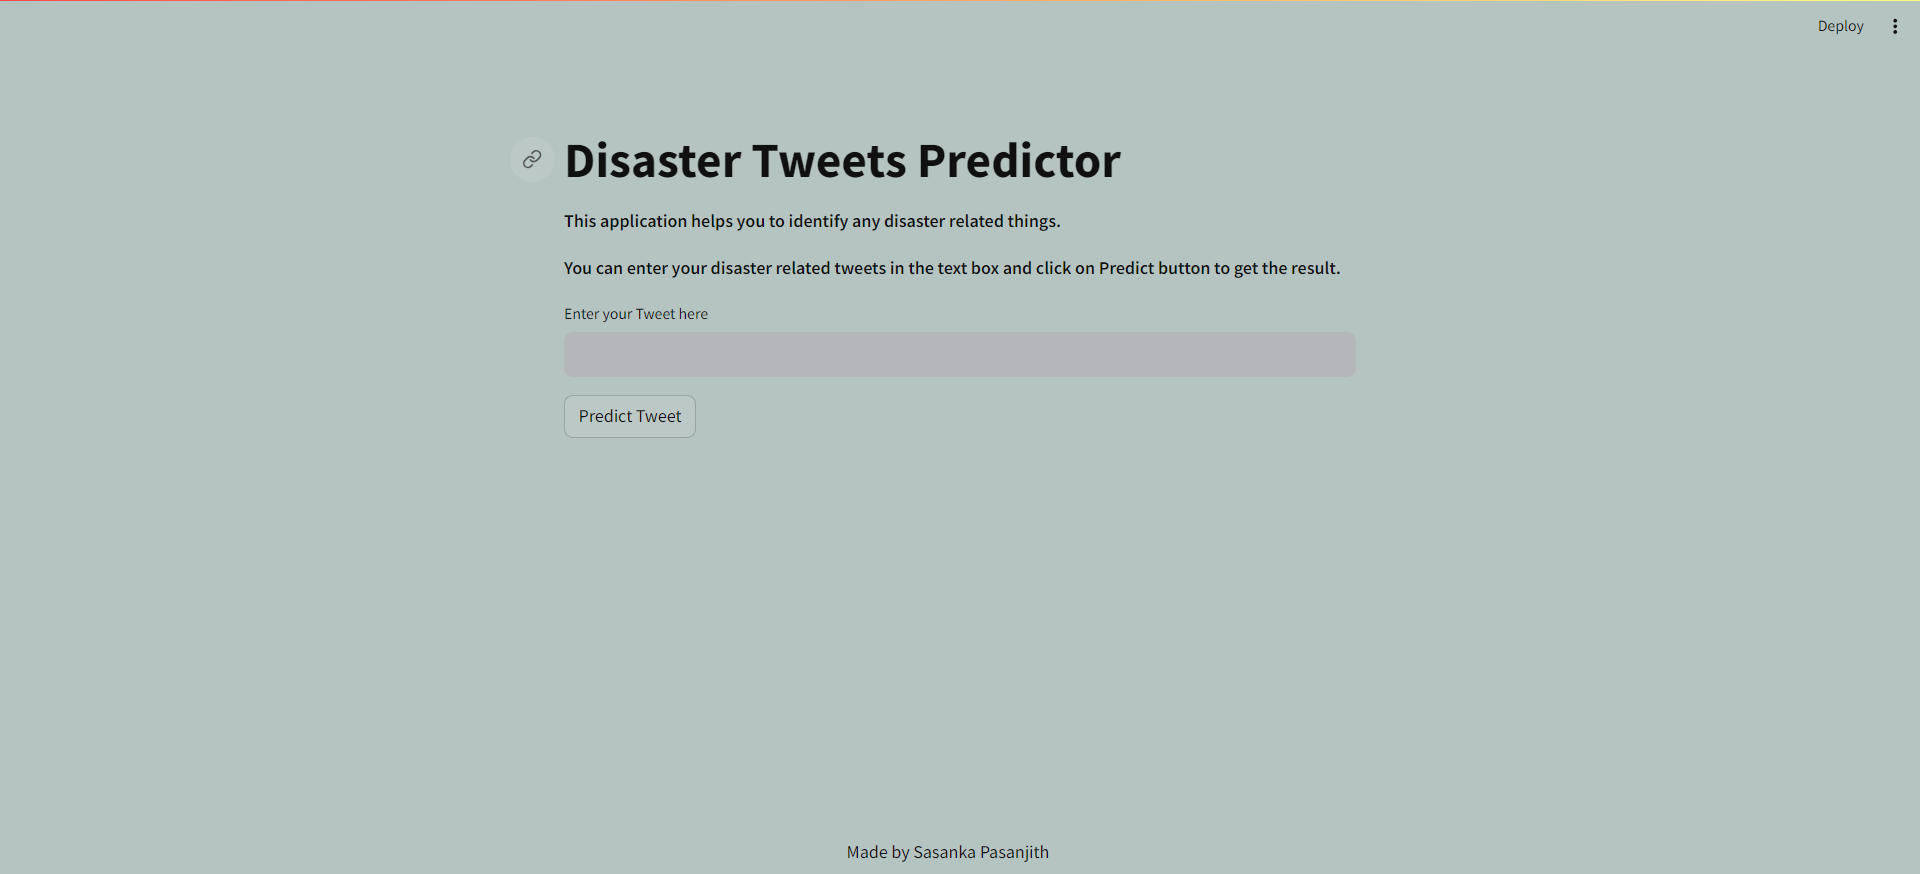 Deploy
Disaster Tweets Predictor
This application helps you to identify any disaster related things.
You can enter your disaster related tweets in the text box and click on Predict button to get the result.
Enter your Tweet here
Predict Tweet
Made by Sasanka Pasanjith